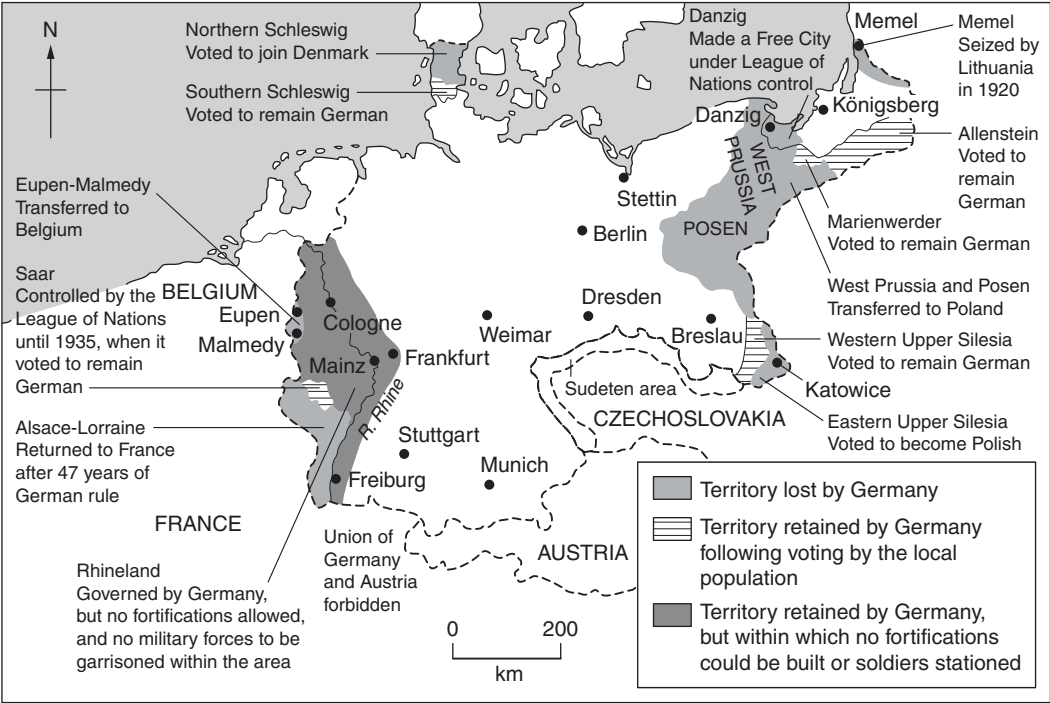 N
Northern Schleswig
Voted to join Denmark
Southern Schleswig
Voted to remain German
Danzig
Made a Free City
under League of
Nations control
Memel
Memel
Seized by
Lithuania
in 1920
Danzig
Königsberg
Allenstein
Voted to
remain
German
WEST
PRUSSIA
Stettin
Eupen-Malmedy
Transferred to
Belgium
POSEN
Berlin
Marienwerder
Voted to remain German
West Prussia and Posen
Transferred to Poland
Saar
Controlled by the
League of Nations
until 1935, when it
voted to remain
German
BELGIUM
Eupen
Malmedy
Cologne
Mainz
Frankfurt
R. Rhine
Weimar
Dresden
Breslau
Western Upper Silesia
Voted to remain German
Katowice
Sudeten area
CZECHOSLOVAKIA
Eastern Upper Silesia
Voted to become Polish
Alsace-Lorraine
Returned to France
after 47 years of
German rule
Stuttgart
Munich
Freiburg
FRANCE
Union of
Germany
and Austria
forbidden
AUSTRIA
Rhineland
Governed by Germany,
but no fortifications allowed,
and no military forces to be
garrisoned within the area
0 200
km
Territory lost by Germany
Territory retained by Germany
following voting by the local
population
Territory retained by Germany,
but within which no fortifications
could be built or soldiers stationed